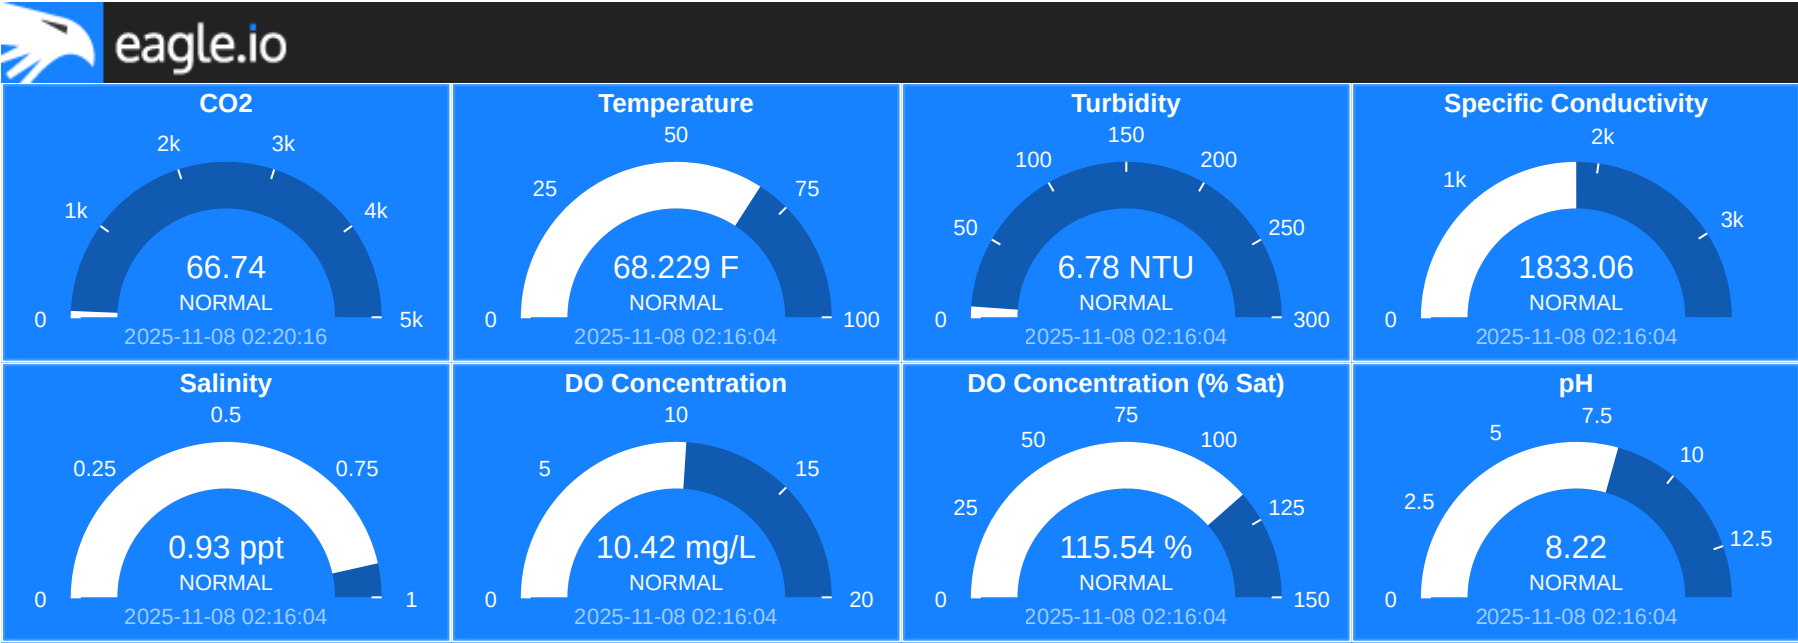 eagle.io
CO2
2k
3k
1k
4k
66.74
NORMAL
0
5k
2025-11-08 02:20:16
Temperature
50
25
75
68.229 F
NORMAL
0
100
2025-11-08 02:16:04
Turbidity
150
100
200
50
250
6.78 NTU
NORMAL
0
300
2025-11-08 02:16:04
Specific Conductivity
2k
1k
3k
1833.06
NORMAL
0
2025-11-08 02:16:04
Salinity
0.5
0.25
0.75
0.93 ppt
NORMAL
0
1
2025-11-08 02:16:04
DO Concentration
10
5
15
10.42 mg/L
NORMAL
0
20
2025-11-08 02:16:04
DO Concentration (% Sat)
75
50
100
25
125
115.54 %
NORMAL
0
150
2025-11-08 02:16:04
pH
7.5
5
10
2.5
12.5
8.22
NORMAL
0
2025-11-08 02:16:04